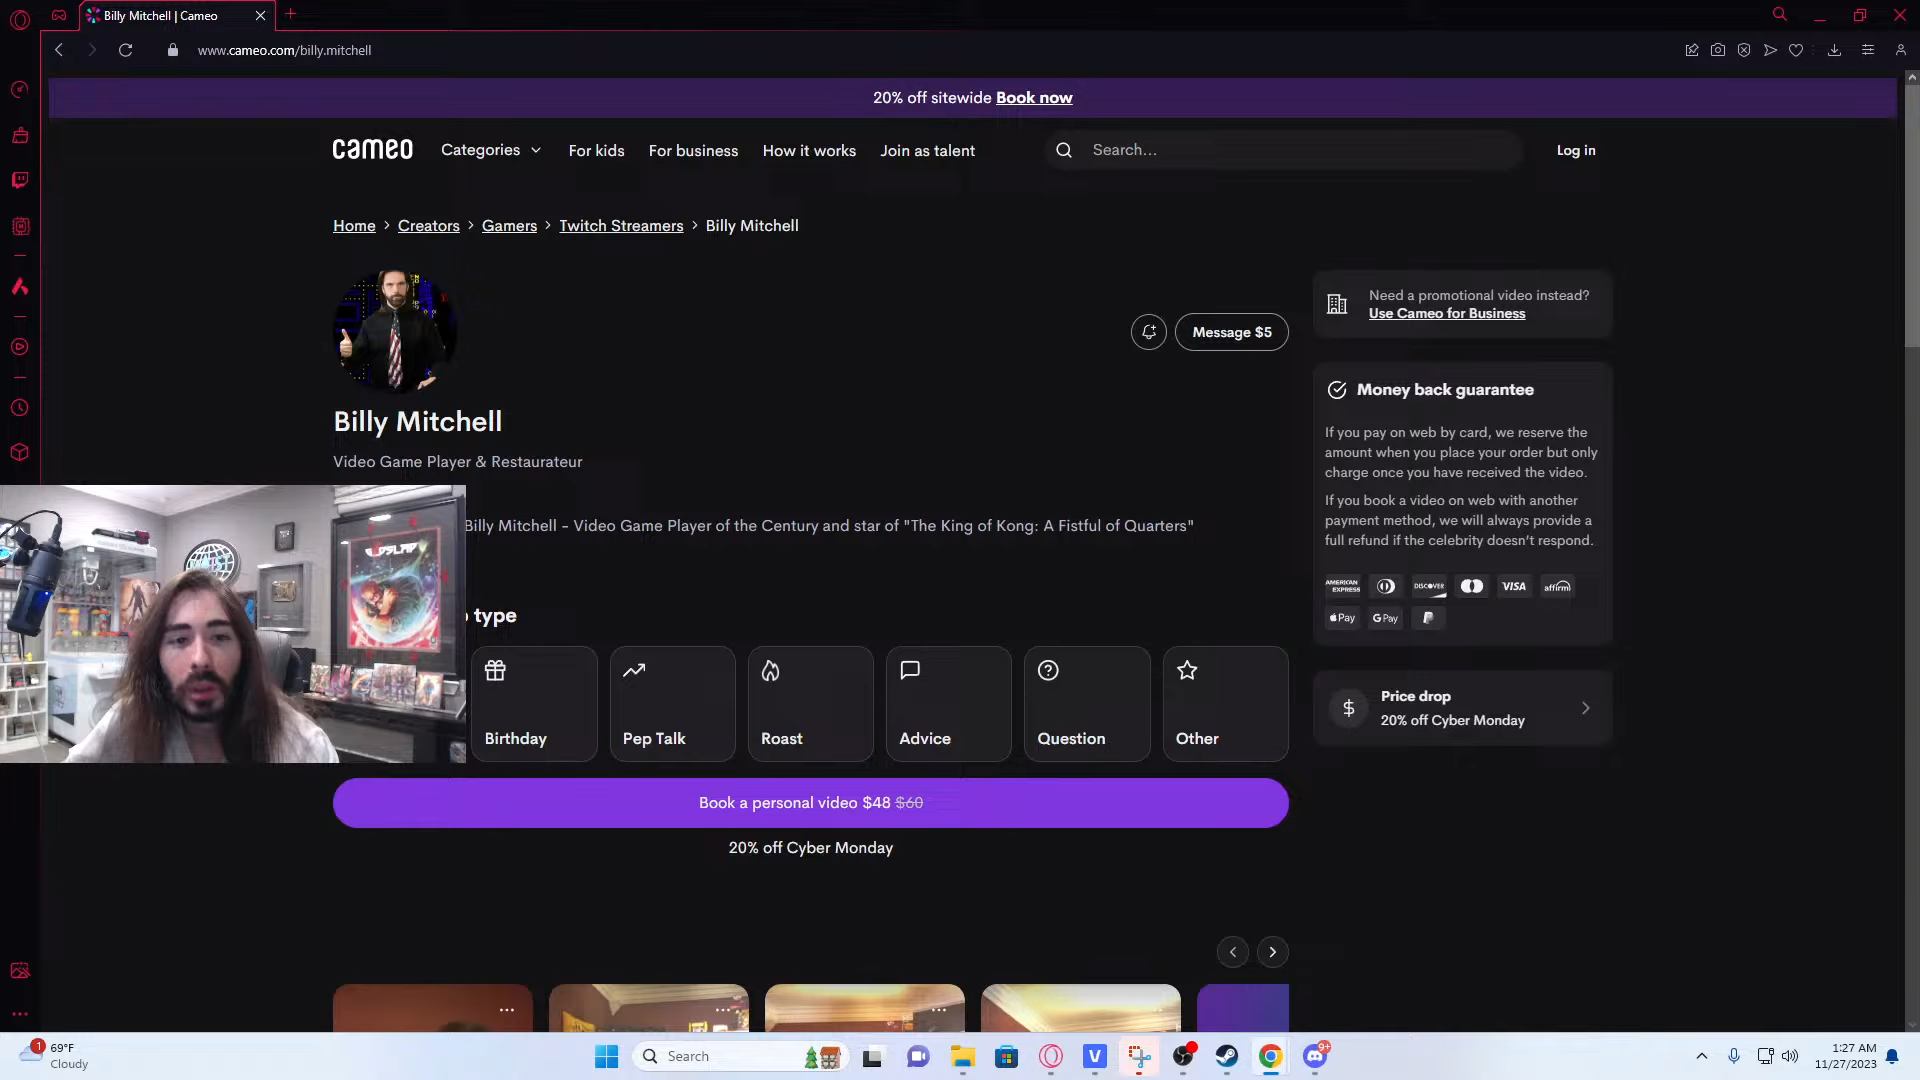 Billy Mitchell | Cameo
www.cameo.com/billy.mitchell
20% off sitewide Book now
cameo
Categories
For kids
For business
How it works
Join as talent
Search...
Log in
Home > Creators > Gamers > Twitch Streamers > Billy Mitchell
Message $5
Billy Mitchell
Video Game Player & Restaurateur
Billy Mitchell - Video Game Player of the Century and star of "The King of Kong: A Fistful of Quarters"
type
Birthday
Pep Talk
Roast
Advice
Question
Other
Book a personal video $48 $60
20% off Cyber Monday
Need a promotional video instead?
Use Cameo for Business
Money back guarantee
If you pay on web by card, we reserve the
amount when you place your order but only
charge once you have received the video.
If you book a video on web with another
payment method, we will always provide a
full refund if the celebrity doesn't respond.
AMERICAN
EXPRESS
DISCOVER
VISA
affirm
Pay
G Pay
$
Price drop
20% off Cyber Monday
1
69°F
Cloudy
Search
V
9+
1:27 AM
11/27/2023